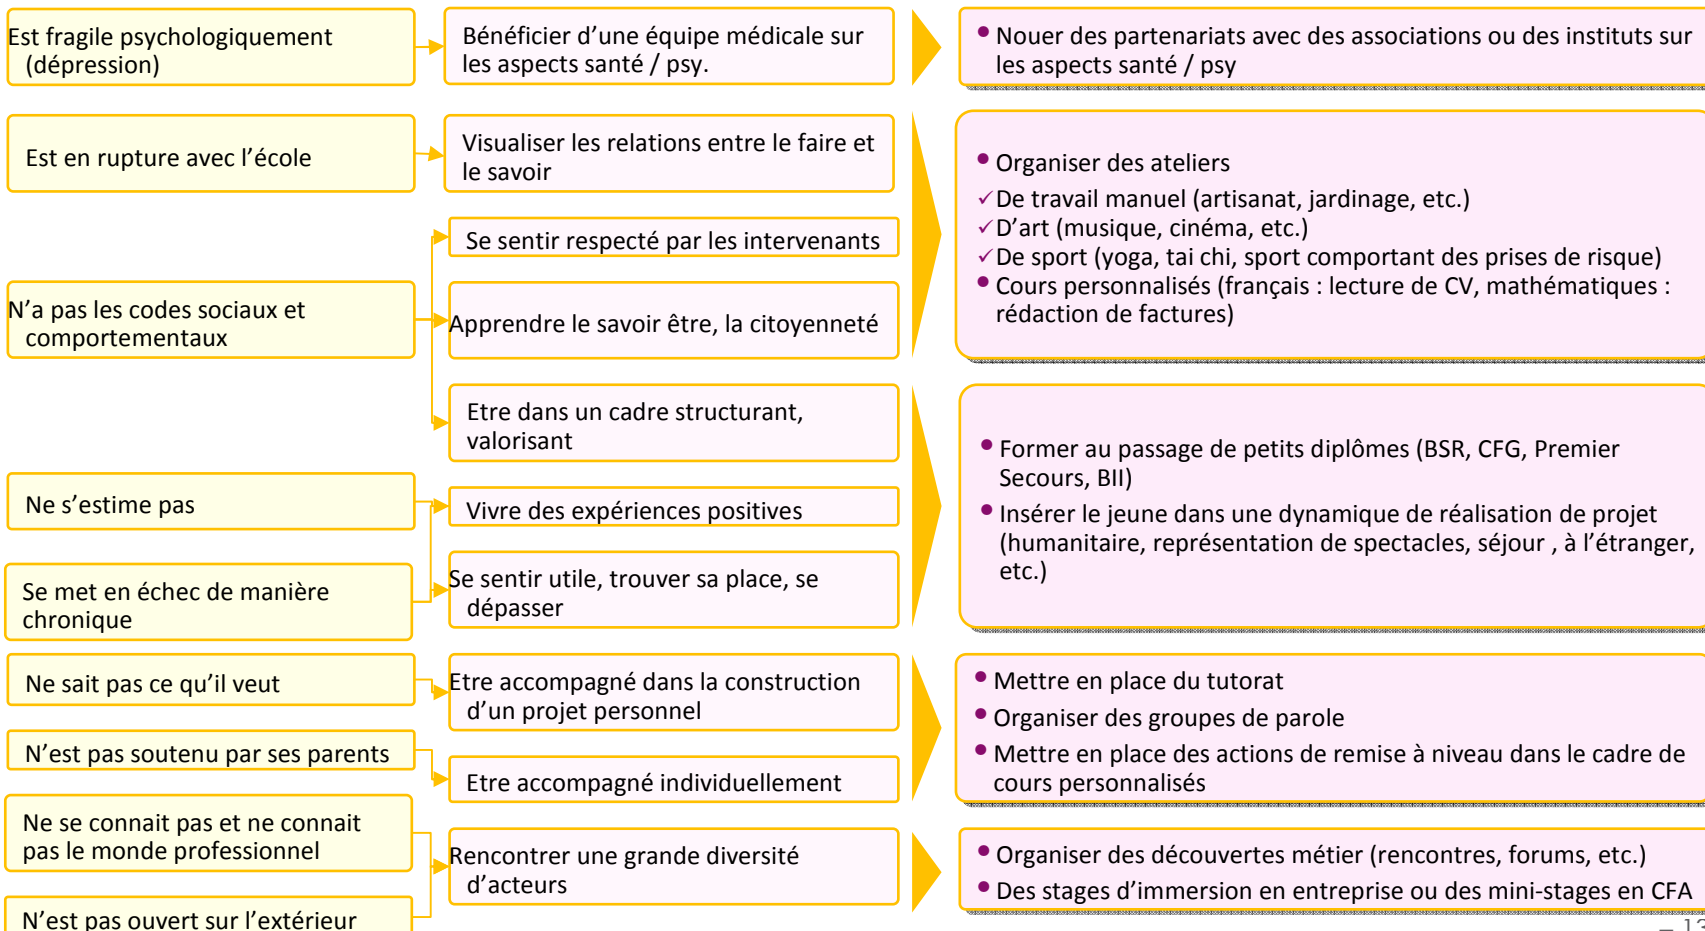 Est fragile psychologiquement
(dépression)
Bénéficier d’une équipe médicale sur
les aspects santé / psy.
• Nouer des partenariats avec des associations ou des instituts sur
les aspects santé / psy
Est en rupture avec l’école
Visualiser les relations entre le faire et
le savoir
N’a pas les codes sociaux et
comportementaux
Se sentir respecté par les intervenants
Apprendre le savoir être, la citoyenneté
Etre dans un cadre structurant,
valorisant
• Organiser des ateliers
✓ De travail manuel (artisanat, jardinage, etc.)
✓ D’art (musique, cinéma, etc.)
✓ De sport (yoga, tai chi, sport comportant des prises de risque)
• Cours personnalisés (français : lecture de CV, mathématiques :
rédaction de factures)
Ne s’estime pas
Vivre des expériences positives
Se met en échec de manière
chronique
Se sentir utile, trouver sa place, se
dépasser
• Former au passage de petits diplômes (BSR, CFG, Premier
Secours, BII)
• Insérer le jeune dans une dynamique de réalisation de projet
(humanitaire, représentation de spectacles, séjour , à l’étranger,
etc.)
Ne sait pas ce qu’il veut
Etre accompagné dans la construction
d’un projet personnel
N’est pas soutenu par ses parents
Etre accompagné individuellement
• Mettre en place du tutorat
• Organiser des groupes de parole
• Mettre en place des actions de remise à niveau dans le cadre de
cours personnalisés
Ne se connait pas et ne connait
pas le monde professionnel
N’est pas ouvert sur l’extérieur
Rencontrer une grande diversité
d’acteurs
• Organiser des découvertes métier (rencontres, forums, etc.)
• Des stages d’immersion en entreprise ou des mini-stages en CFA